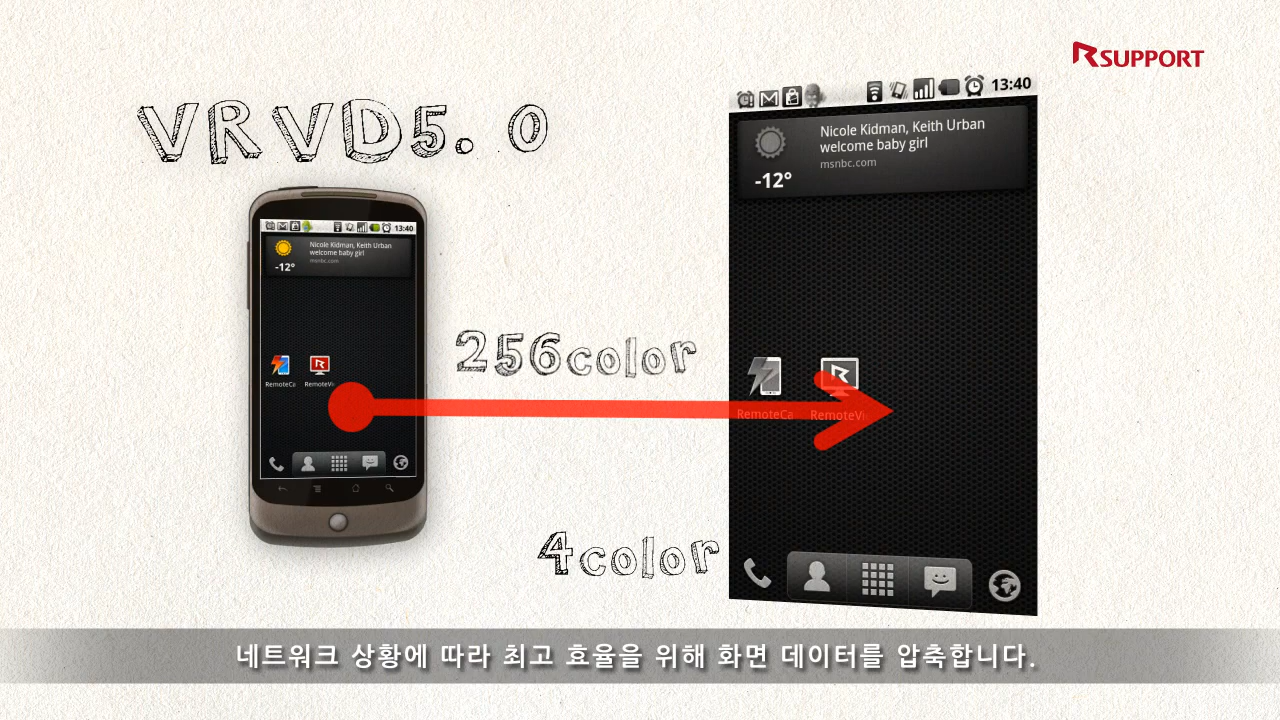 RSUPPORT
VRVD5.0
13:40
Nicole Kidman, Keith Urban
welcome baby girl
msnbc.com
-12°
RemoteCa
RemoteVi
13:40
Nicole Kidman, Keith Urban
welcome baby girl
msnbc.com
-12°
256color
RemoteCa
RemoteVi
4color
네트워크 상황에 따라 최고 효율을 위해 화면 데이터를 압축합니다.